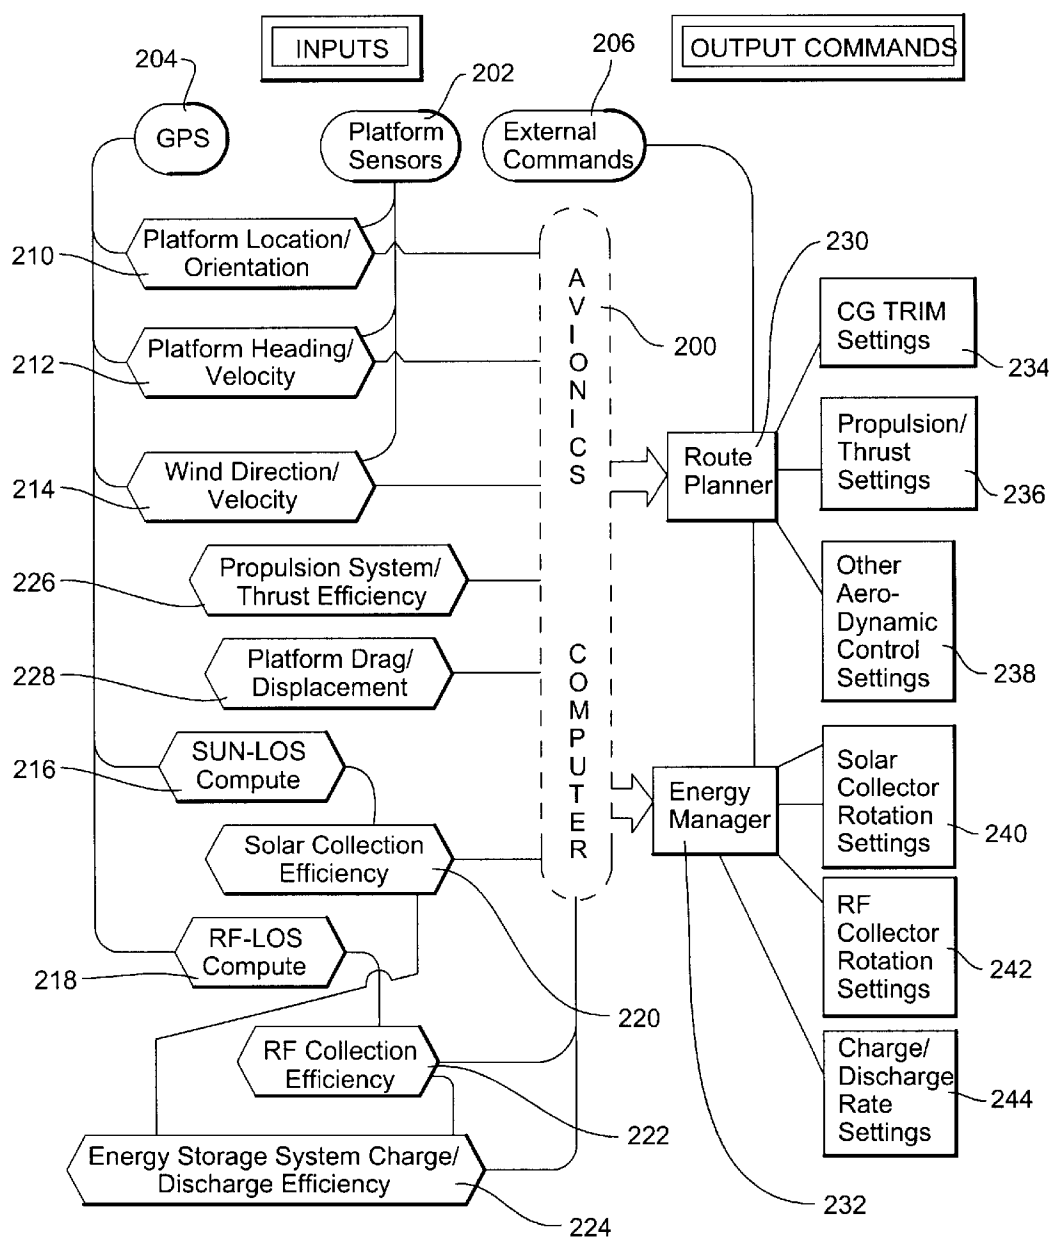 INPUTS
OUTPUT COMMANDS
204
202
206
GPS
Platform
Sensors
External
Commands
210
Platform Location/
Orientation
212
Platform Heading/
Velocity
214
Wind Direction/
Velocity
226
Propulsion System/
Thrust Efficiency
228
Platform Drag/
Displacement
216
SUN-LOS
Compute
Solar Collection
Efficiency
220
218
RF-LOS
Compute
RF Collection
Efficiency
222
Energy Storage System Charge/
Discharge Efficiency
224
AVIONICS
COMPUTER
200
230
Route
Planner
Energy
Manager
232
CG TRIM
Settings
234
Propulsion/
Thrust
Settings
236
Other
Aero-
Dynamic
Control
Settings
238
Solar
Collector
Rotation
Settings
240
RF
Collector
Rotation
Settings
242
Charge/
Discharge
Rate
Settings
244